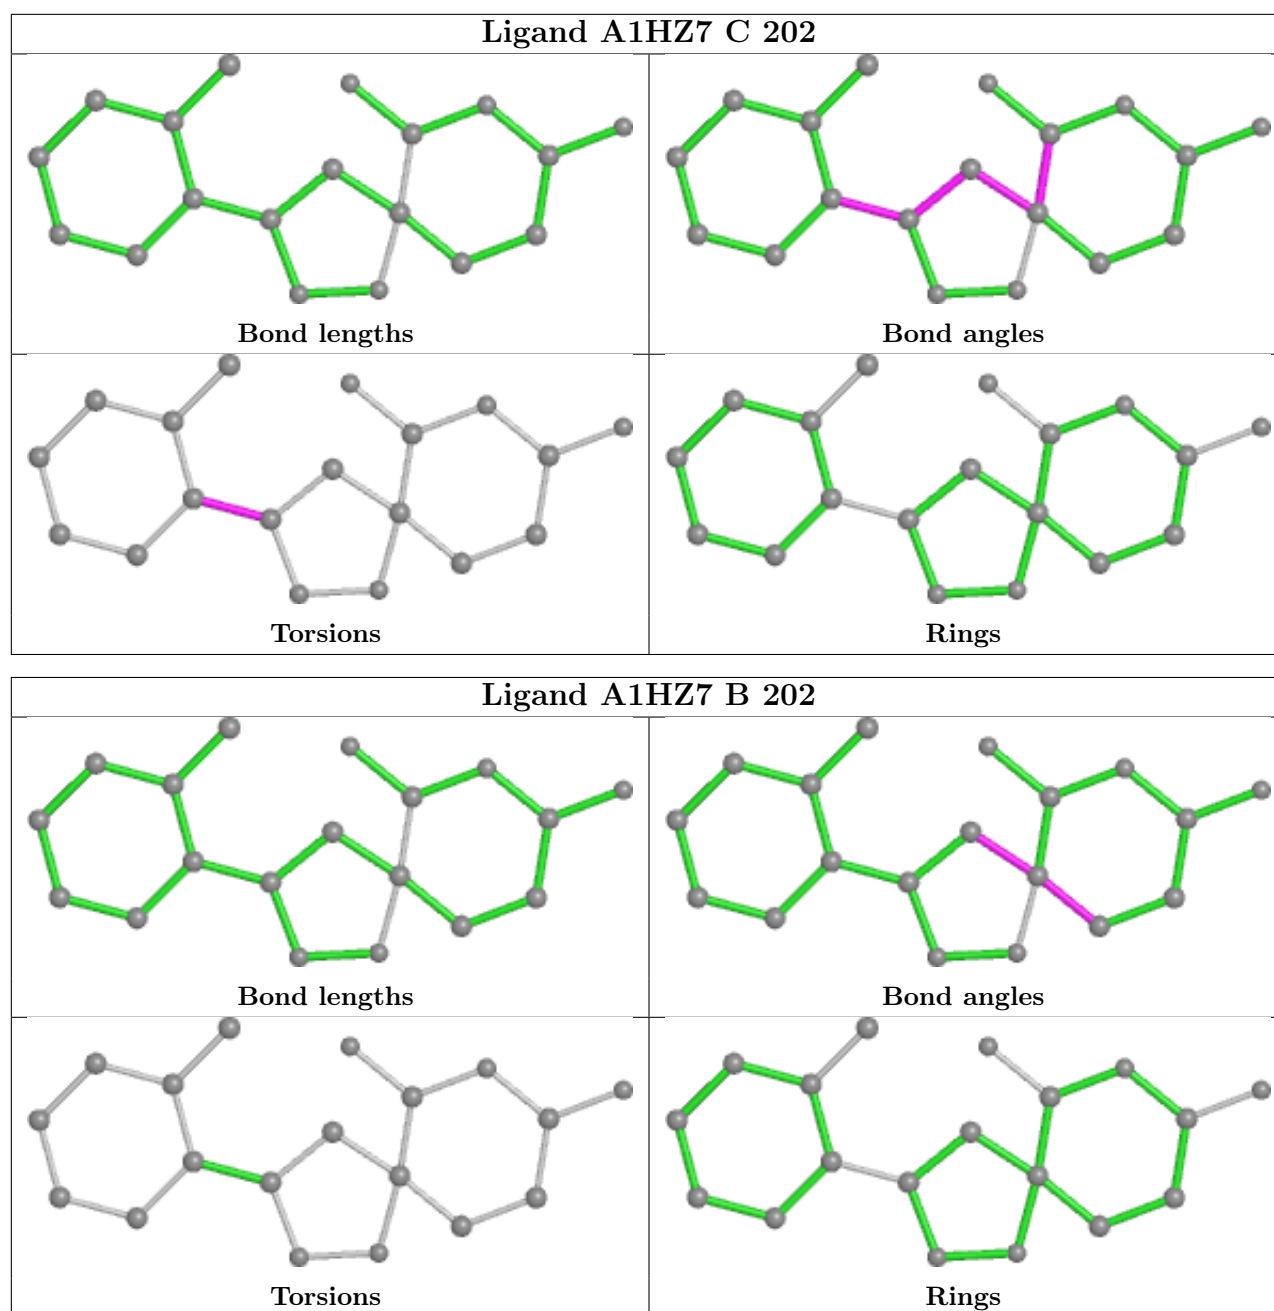 Ligand A1HZ7 C 202
Bond lengths
Bond angles
Torsions
Rings
Ligand A1HZ7 B 202
Bond lengths
Bond angles
Torsions
Rings